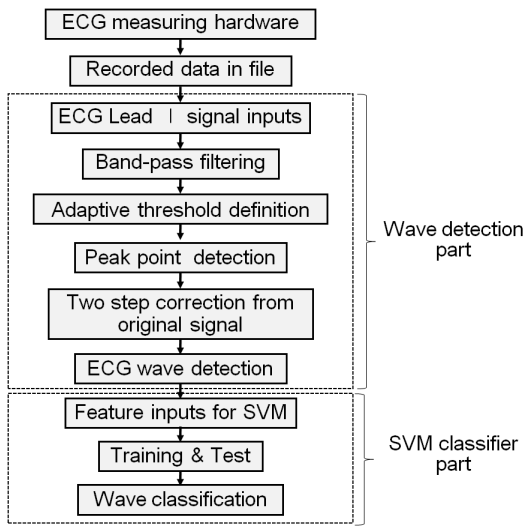 ECG measuring hardware
Recorded data in file
ECG Lead Ⅰ signal inputs
Band-pass filtering
Adaptive threshold definition
Peak point detection
Two step correction from
original signal
ECG wave detection
Wave detection
part
Feature inputs for SVM
Training & Test
Wave classification
SVM classifier
part